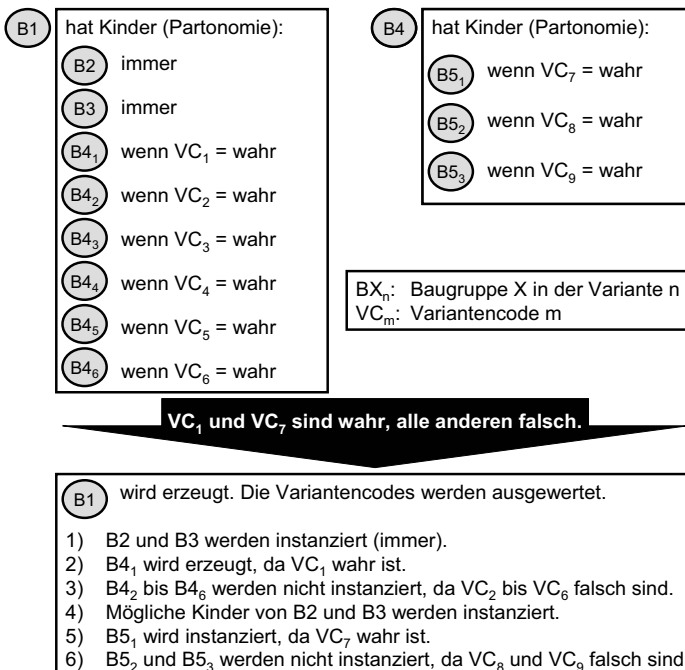 B1 hat Kinder (Partonomie):
B2 immer
B3 immer
B4₁ wenn VC₁ = wahr
B4₂ wenn VC₂ = wahr
B4₃ wenn VC₃ = wahr
B4₄ wenn VC₄ = wahr
B4₅ wenn VC₅ = wahr
B4₆ wenn VC₆ = wahr
B4 hat Kinder (Partonomie):
B5₁ wenn VC₇ = wahr
B5₂ wenn VC₈ = wahr
B5₃ wenn VC₉ = wahr
BXₙ: Baugruppe X in der Variante n
VCₘ: Variantencode m
VC₁ und VC₇ sind wahr, alle anderen falsch.
B1 wird erzeugt. Die Variantencodes werden ausgewertet.
1) B2 und B3 werden instanziert (immer).
2) B4₁ wird erzeugt, da VC₁ wahr ist.
3) B4₂ bis B4₆ werden nicht instanziert, da VC₂ bis VC₆ falsch sind.
4) Mögliche Kinder von B2 und B3 werden instanziert.
5) B5₁ wird instanziert, da VC₇ wahr ist.
6) B5₂ und B5₃ werden nicht instanziert, da VC₈ und VC₉ falsch sind